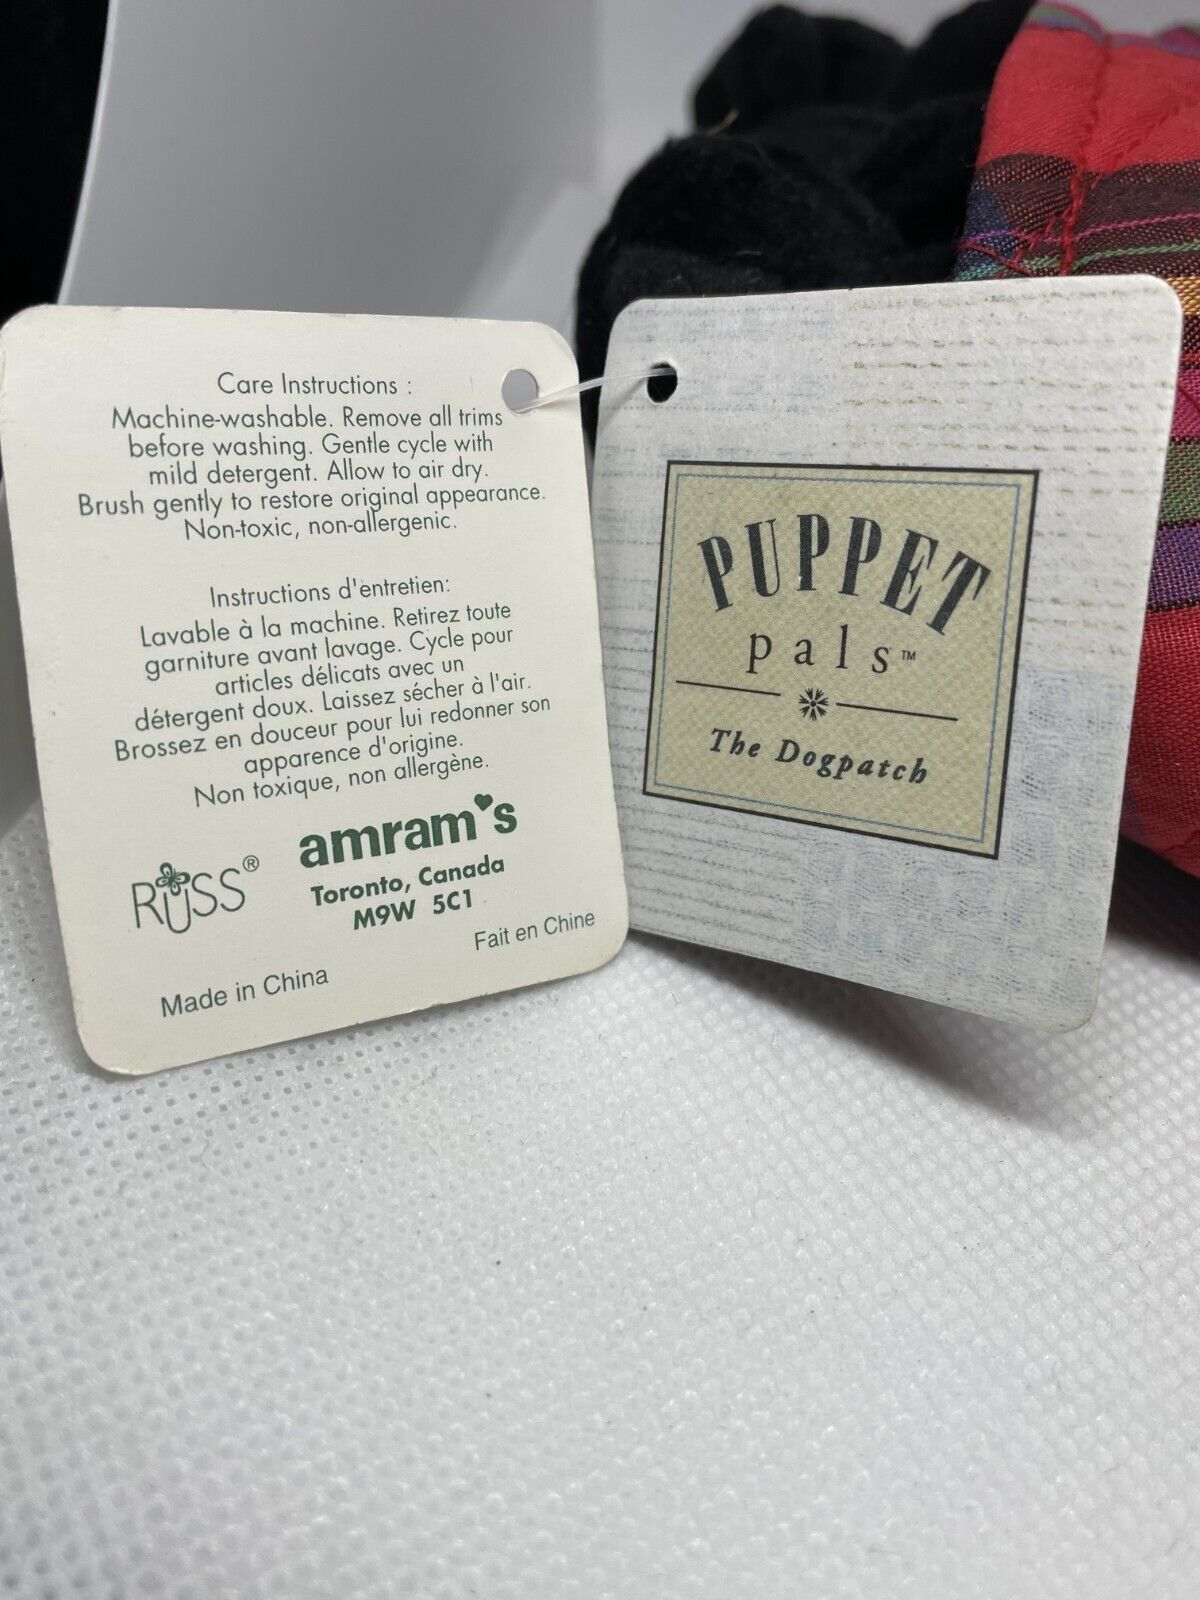 Care Instructions :
Machine-washable. Remove all trims
before washing. Gentle cycle with
mild detergent. Allow to air dry.
Brush gently to restore original appearance.
Non-toxic, non-allergenic.
Instructions d'entretien:
Lavable à la machine. Retirez toute
garniture avant lavage. Cycle pour
articles délicats avec un
détergent doux. Laissez sécher à l'air.
Brossez en douceur pour lui redonner son
apparence d'origine.
Non toxique, non allergène.
RUSS®
amram's
Toronto, Canada
M9W 5C1
Made in China
Fait en Chine
PUPPET
pals™
The Dogpatch